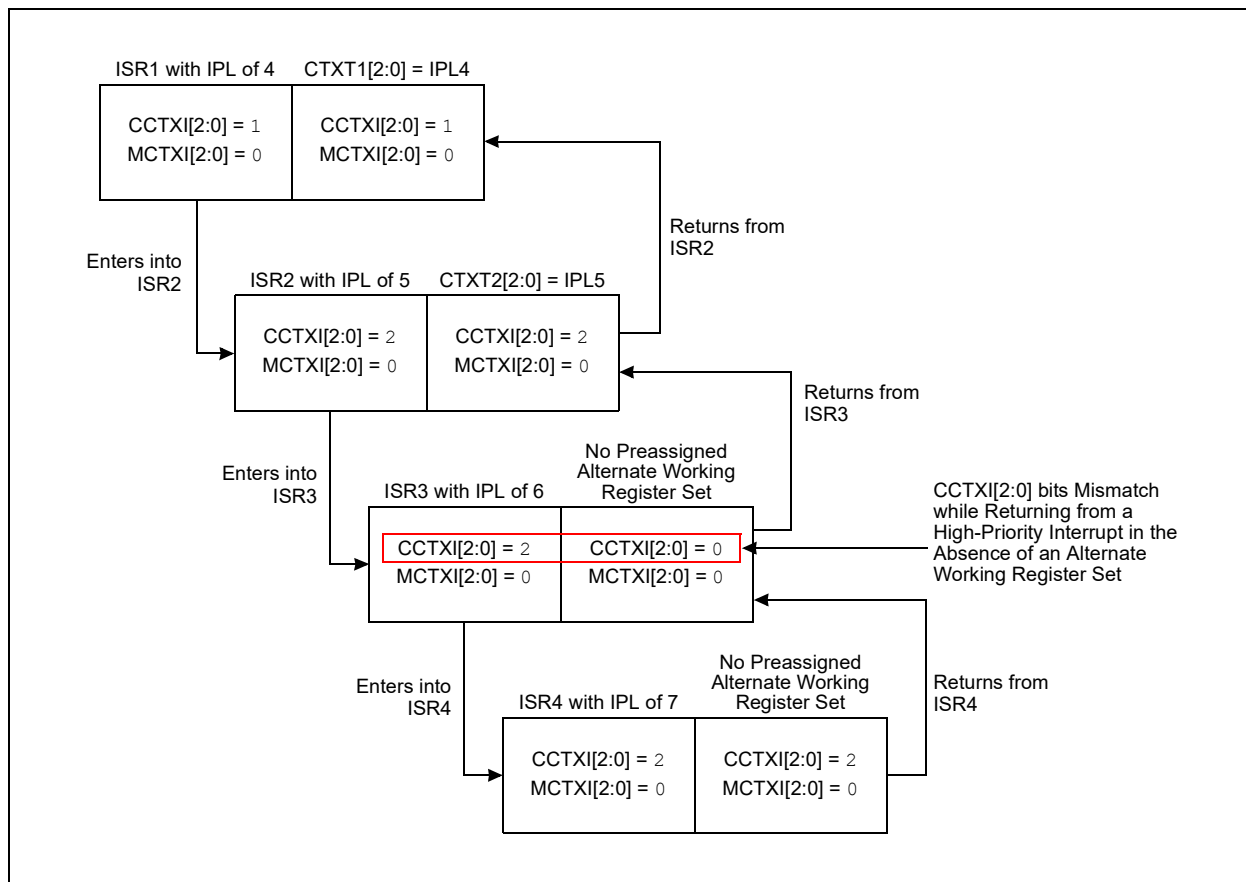 ISR1 with IPL of 4
CTXT1[2:0] = IPL4
CCTXI[2:0] = 1
MCTXI[2:0] = 0
CCTXI[2:0] = 1
MCTXI[2:0] = 0
Enters into
ISR2
Returns from
ISR2
ISR2 with IPL of 5
CTXT2[2:0] = IPL5
CCTXI[2:0] = 2
MCTXI[2:0] = 0
CCTXI[2:0] = 2
MCTXI[2:0] = 0
Enters into
ISR3
Returns from
ISR3
ISR3 with IPL of 6
No Preassigned
Alternate Working
Register Set
CCTXI[2:0] = 2
MCTXI[2:0] = 0
CCTXI[2:0] = 0
MCTXI[2:0] = 0
CCTXI[2:0] bits Mismatch
while Returning from a
High-Priority Interrupt in the
Absence of an Alternate
Working Register Set
Enters into
ISR4
Returns from
ISR4
ISR4 with IPL of 7
No Preassigned
Alternate Working
Register Set
CCTXI[2:0] = 2
MCTXI[2:0] = 0
CCTXI[2:0] = 2
MCTXI[2:0] = 0